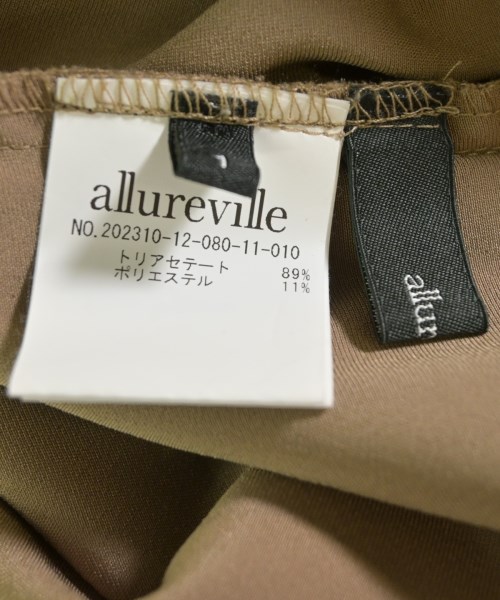 allureville
NO.202310-12-080-11-010
トリアセテート 89%
ポリエステル 11%
allur